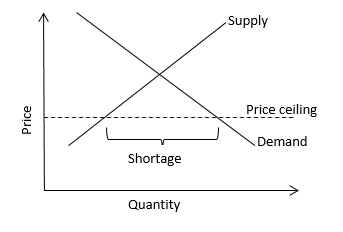 Supply
Price ceiling
Price
Demand
Shortage
Quantity